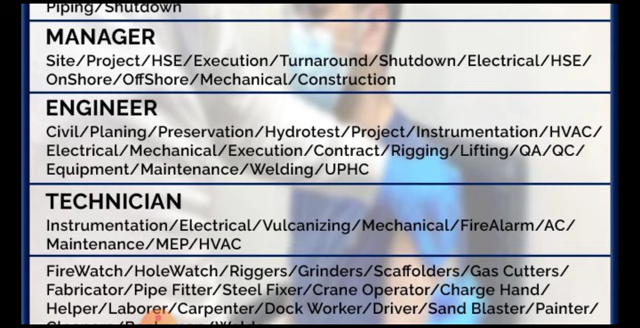 Piping/Shutdown
MANAGER
Site/Project/HSE/Execution/Turnaround/Shutdown/Electrical/HSE/
OnShore/OffShore/Mechanical/Construction
ENGINEER
Civil/Planing/Preservation/Hydrotest/Project/Instrumentation/HVAC/
Electrical/Mechanical/Execution/Contract/Rigging/Lifting/QA/QC/
Equipment/Maintenance/Welding/UPHC
TECHNICIAN
Instrumentation/Electrical/Vulcanizing/Mechanical/FireAlarm/AC/
Maintenance/MEP/HVAC
FireWatch/HoleWatch/Riggers/Grinders/Scaffolders/Gas Cutters/
Fabricator/Pipe Fitter/Steel Fixer/Crane Operator/Charge Hand/
Helper/Laborer/Carpenter/Dock Worker/Driver/Sand Blaster/Painter/